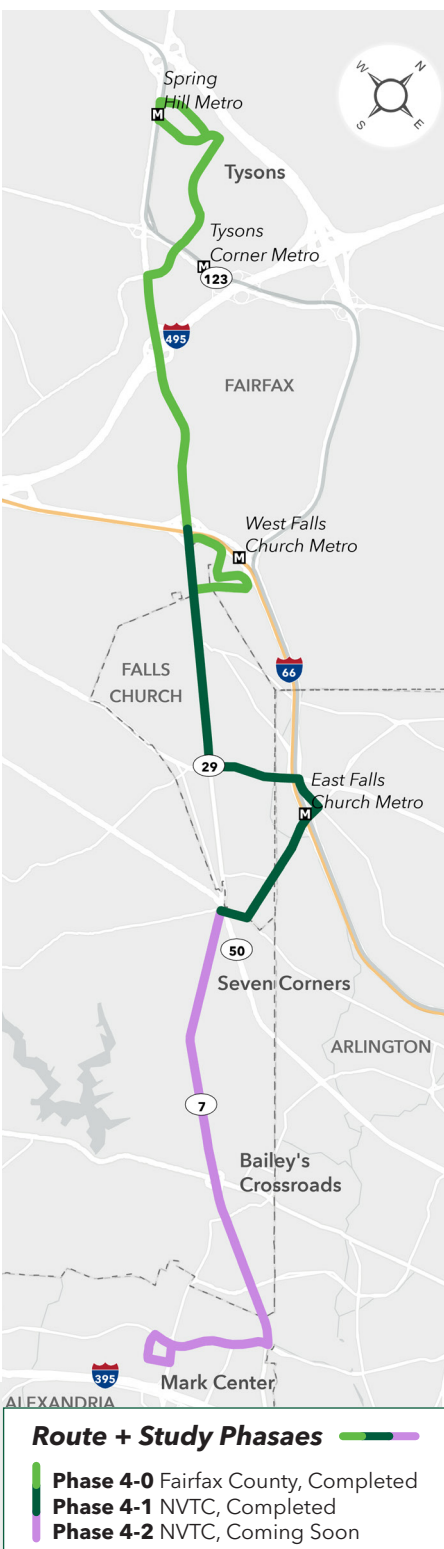 Spring
Hill Metro
M
W
N
S
E
Tysons
Tysons
Corner Metro
M
123
495
FAIRFAX
West Falls
Church Metro
M
FALLS
CHURCH
66
29
East Falls
Church Metro
M
50
Seven Corners
ARLINGTON
7
Bailey's
Crossroads
395
Mark Center
ALEXANDRIA
Route + Study Phasaes
Phase 4-0 Fairfax County, Completed
Phase 4-1 NVTC, Completed
Phase 4-2 NVTC, Coming Soon